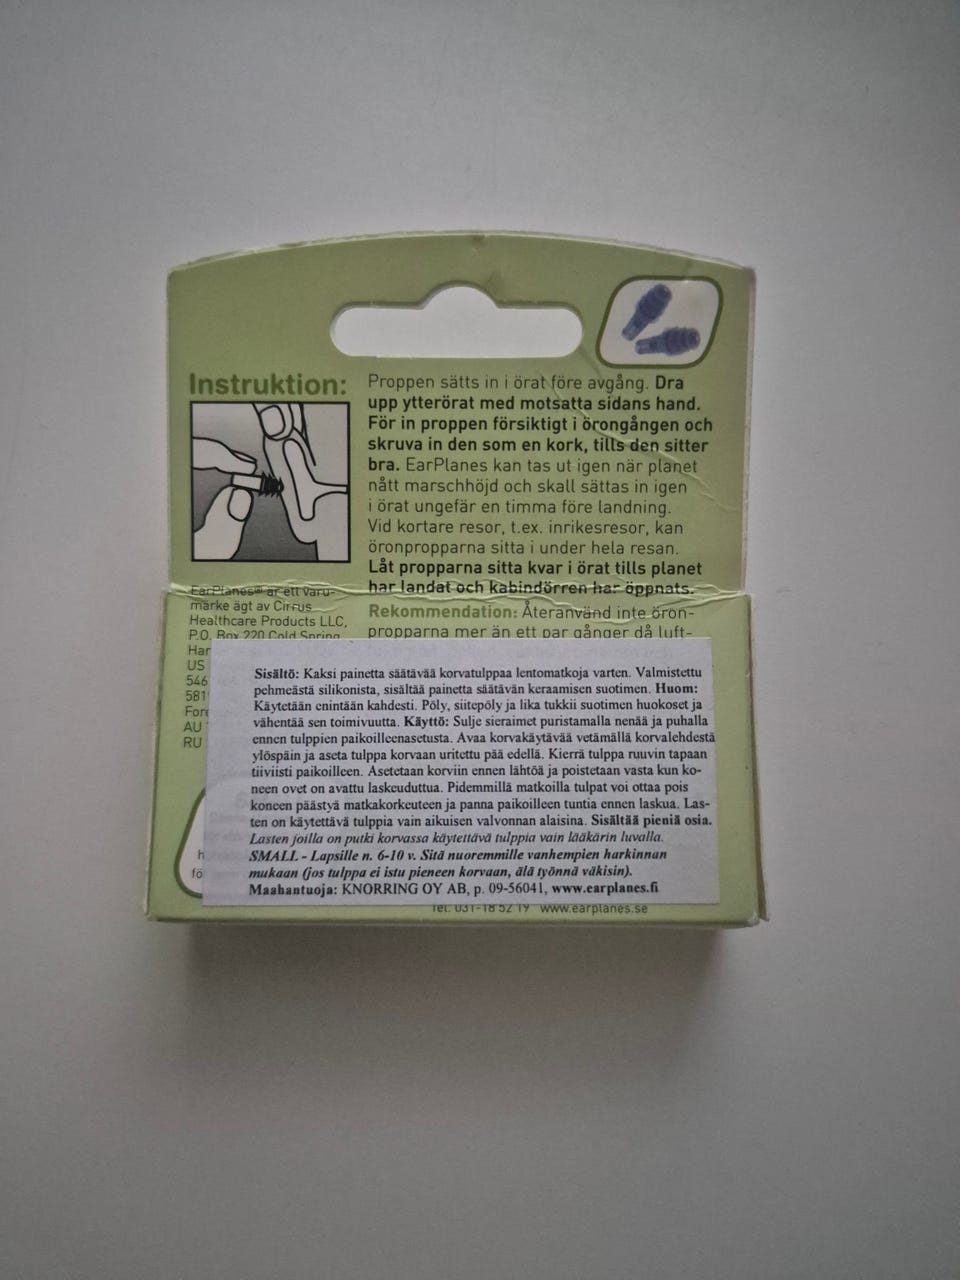 Instruktion:
Proppen sätts in i örat före avgång. Dra
upp ytterörat med motsatta sidans hand.
För in proppen försiktigt i örongången och
skruva in den som en kork, tills den sitter
bra. EarPlanes kan tas ut igen när planet
nått marschhöjd och skall sättas in igen
i örat ungefär en timma före landning.
Vid kortare resor, t.ex. inrikesresor, kan
öronpropparna sitta i under hela resan.
Låt propparna sitta kvar i örat tills planet
har landat och kabindörren har öppnats.
Rekommendation: Återanvänd inte öron-
propparna mer än ett par gånger då luft-
EarPlanes® är ett varu-
märke ägt av Cirrus
Healthcare Products LLC,
P.O. Box 220 Cold Spring
Har
US
546
581
Fore
AU
RU
h
fö
Sisältö: Kaksi painetta säätävää korvatulppaa lentomatkoja varten. Valmistettu
pehmeästä silikonista, sisältää painetta säätävän keraamisen suotimen. Huom:
Käytetään enintään kahdesti. Pöly, siitepöly ja lika tukkii suotimen huokoset ja
vähentää sen toimivuutta. Käyttö: Sulje sieraimet puristamalla nenää ja puhalla
ennen tulppien paikoilleenasetusta. Avaa korvakäytävää vetämällä korvalehdestä
ylöspäin ja aseta tulppa korvaan uritettu pää edellä. Kierrä tulppa ruuvin tapaan
tiiviisti paikoilleen. Asetetaan korviin ennen lähtöä ja poistetaan vasta kun ko-
neen ovet on avattu laskeuduttua. Pidemmillä matkoilla tulpat voi ottaa pois
koneen päästyä matkakorkeuteen ja panna paikoilleen tuntia ennen laskua. Las-
ten on käytettävä tulppia vain aikuisen valvonnan alaisina. Sisältää pieniä osia.
Lasten joilla on putki korvassa käytettävä tulppia vain lääkärin luvalla.
SMALL - Lapsille n. 6-10 v. Sitä nuoremmille vanhempien harkinnan
mukaan (jos tulppa ei istu pieneen korvaan, älä työnnä väkisin).
Maahantuoja: KNORRING OY AB, p. 09-56041, www.earplanes.fi
Tel. 031-18 52 19 www.earplanes.se